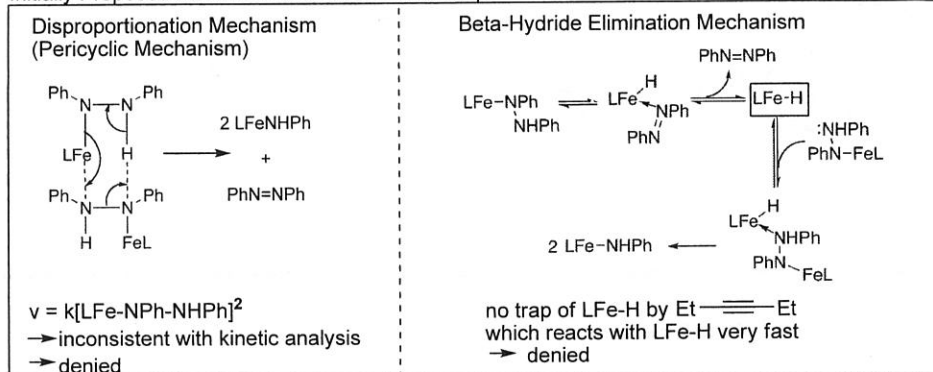 Disproportionation Mechanism
(Pericyclic Mechanism)
Ph
N
N
Ph
LFe
H
Ph
N
N
Ph
H
FeL
2 LFeNHPh
+
PhN=NPh
v = k[LFe-NPh-NHPh]²
→ inconsistent with kinetic analysis
→ denied
Beta-Hydride Elimination Mechanism
PhN=NPh
LFe-NPh
NHPh
H
LFe
NPh
N
PhN
LFe-H
:NHPh
PhN-FeL
H
LFe
NHPh
PhN
FeL
2 LFe-NHPh
no trap of LFe-H by Et≡Et
which reacts with LFe-H very fast
→ denied